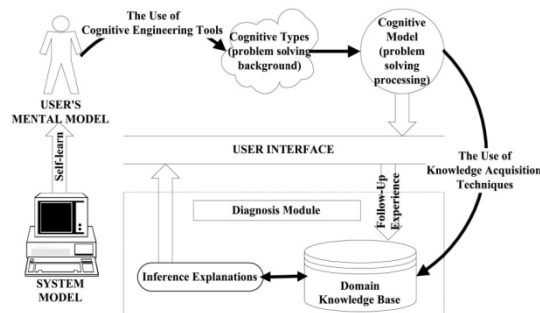 The Use of
Cognitive Engineering Tools
Cognitive Types
(problem solving
background)
Cognitive
Model
(problem
solving
processing)
USER'S
MENTAL MODEL
Self-learn
USER INTERFACE
The Use of
Knowledge Acquisition
Techniques
Follow-Up
Experience
Diagnosis Module
Inference Explanations
Domain
Knowledge Base
SYSTEM
MODEL